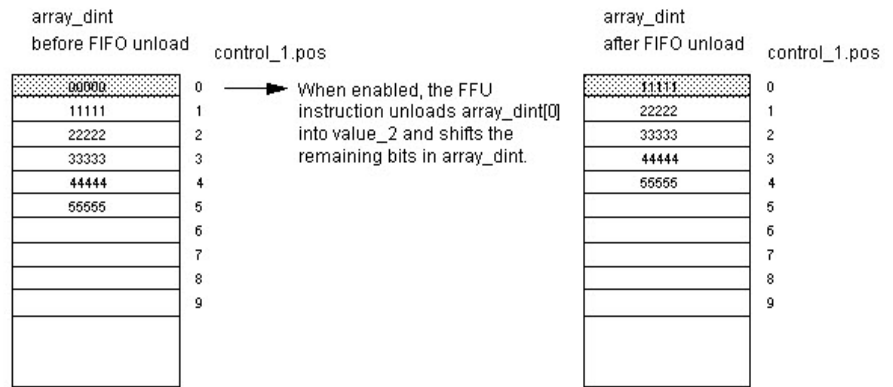 array_dint
before FIFO unload
control_1.pos
00000 0
11111 1
22222 2
33333 3
44444 4
55555 5
6
7
8
9
When enabled, the FFU
instruction unloads array_dint[0]
into value_2 and shifts the
remaining bits in array_dint.
array_dint
after FIFO unload
control_1.pos
11111 0
22222 1
33333 2
44444 3
55555 4
5
6
7
8
9